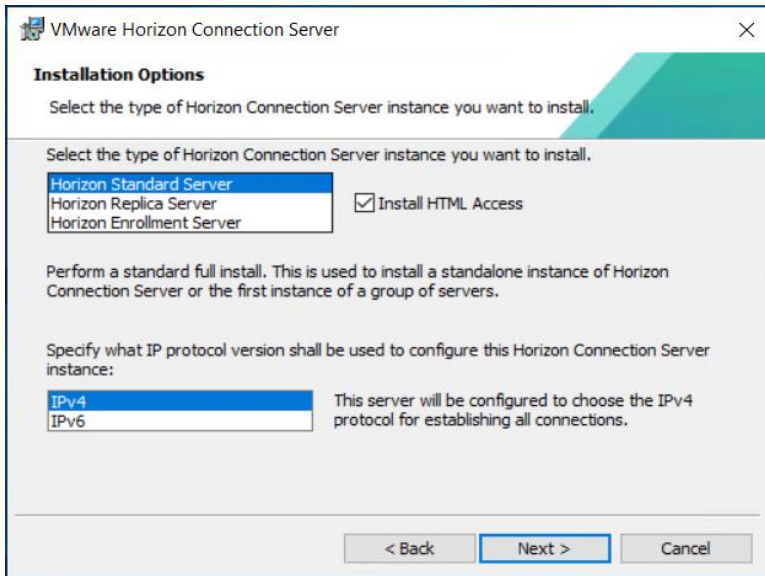 VMware Horizon Connection Server
Installation Options
Select the type of Horizon Connection Server instance you want to install.
Select the type of Horizon Connection Server instance you want to install.
Horizon Standard Server
Horizon Replica Server
Horizon Enrollment Server
Install HTML Access
Perform a standard full install. This is used to install a standalone instance of Horizon
Connection Server or the first instance of a group of servers.
Specify what IP protocol version shall be used to configure this Horizon Connection Server
instance:
IPv4
IPv6
This server will be configured to choose the IPv4
protocol for establishing all connections.
< Back
Next >
Cancel